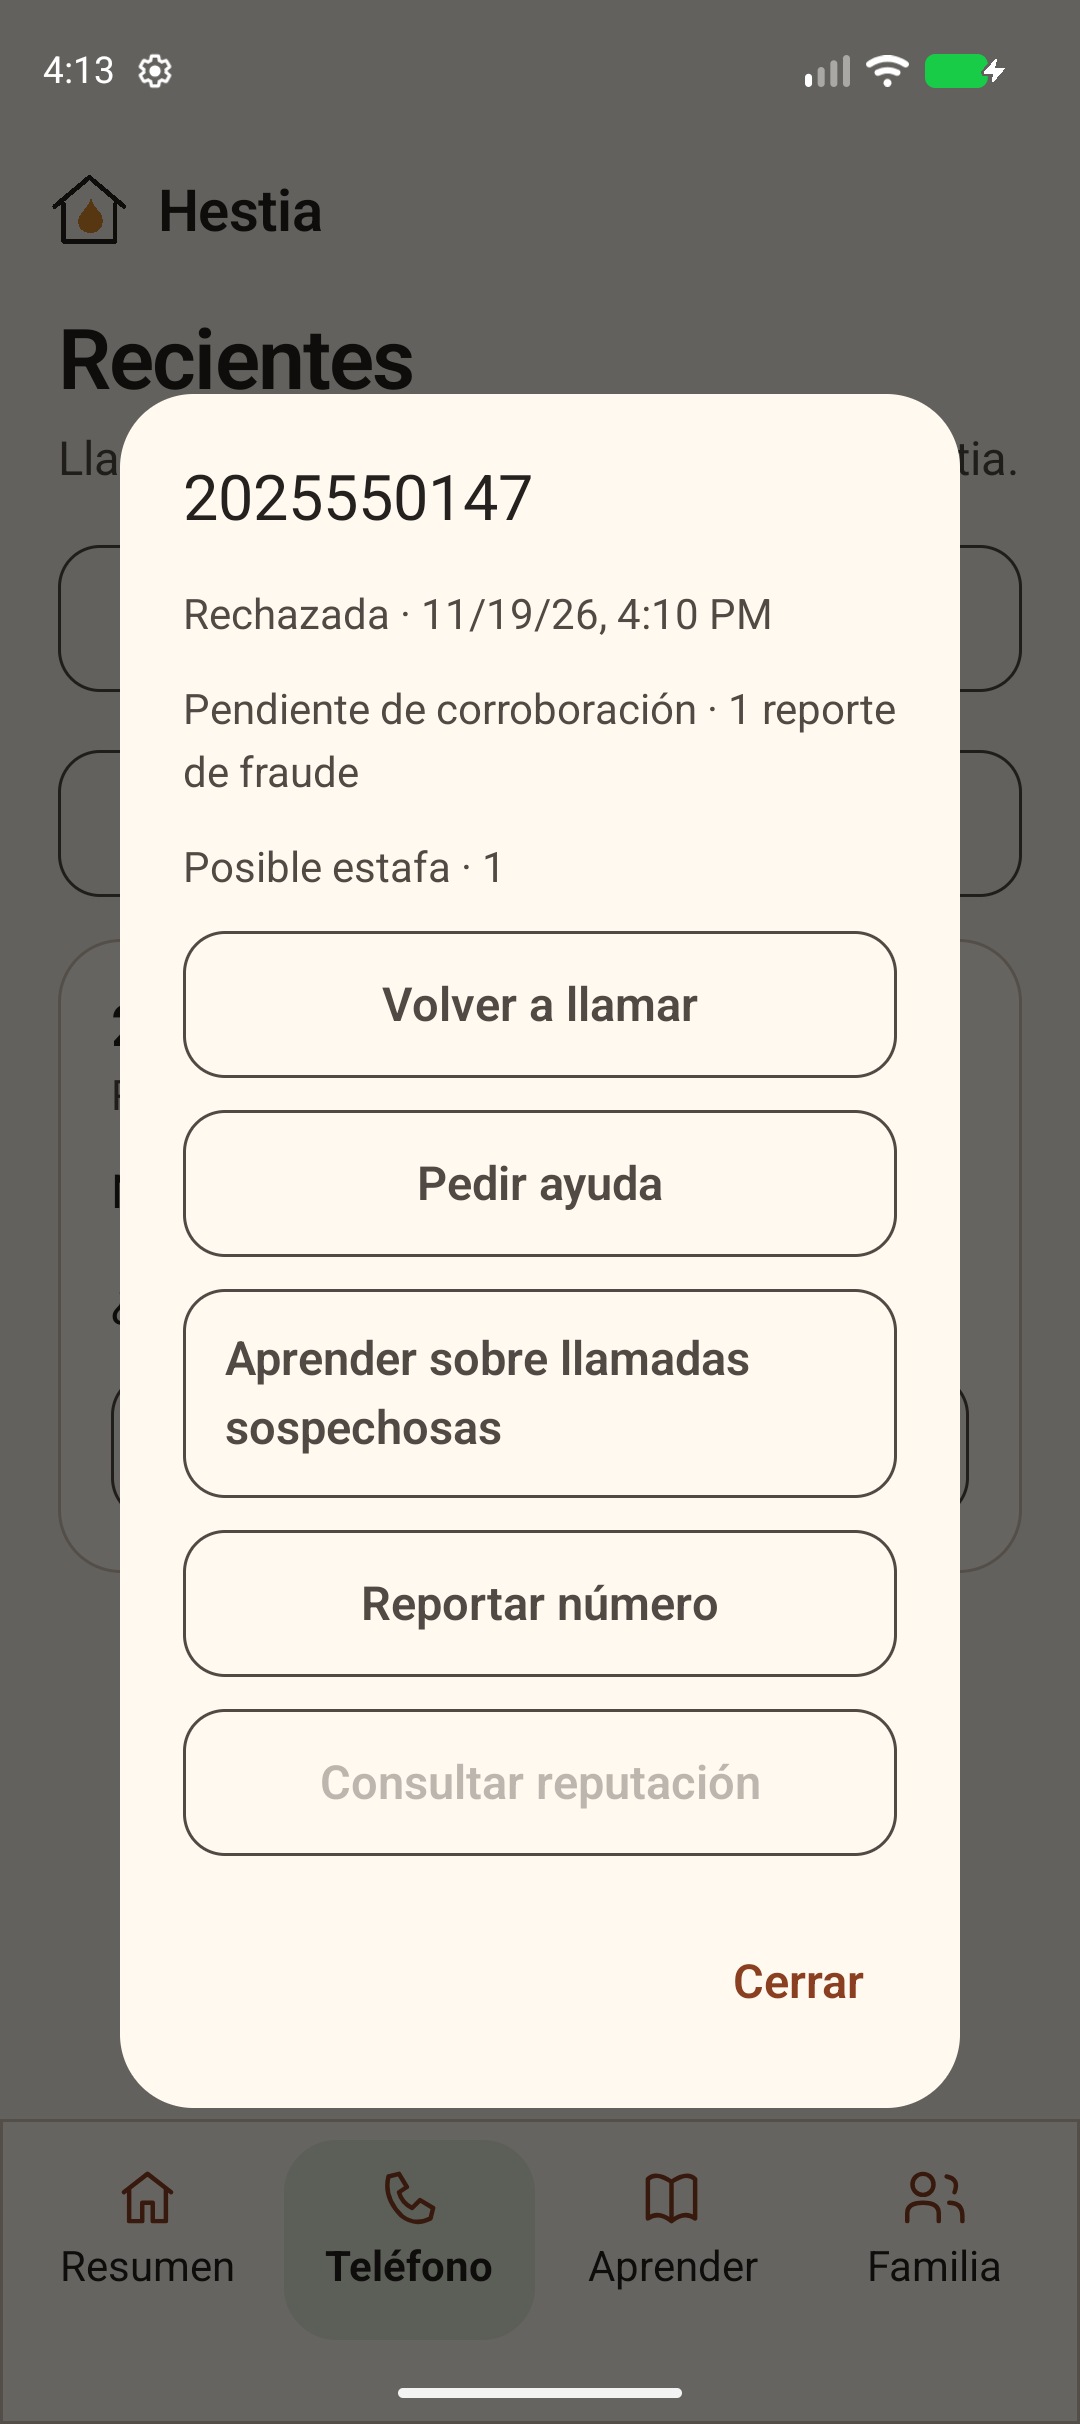 4:13
Hestia
Recientes
Lla
tia.
2025550147
Rechazada · 11/19/26, 4:10 PM
Pendiente de corroboración · 1 reporte
de fraude
Posible estafa · 1
Volver a llamar
Pedir ayuda
Aprender sobre llamadas
sospechosas
Reportar número
Consultar reputación
Cerrar
Resumen
Teléfono
Aprender
Familia